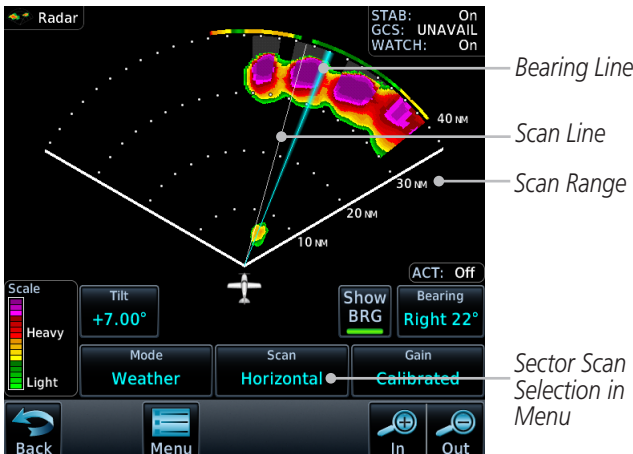 Radar
STAB: On
GCS: UNAVAIL
WATCH: On
Bearing Line
40 NM
Scan Line
30 NM
Scan Range
20 NM
10 NM
ACT: Off
Scale
Heavy
Light
Tilt
+7.00°
Show
BRG
Bearing
Right 22°
Mode
Weather
Scan
Horizontal
Gain
Calibrated
Sector Scan
Selection in
Menu
Back
Menu
In
Out